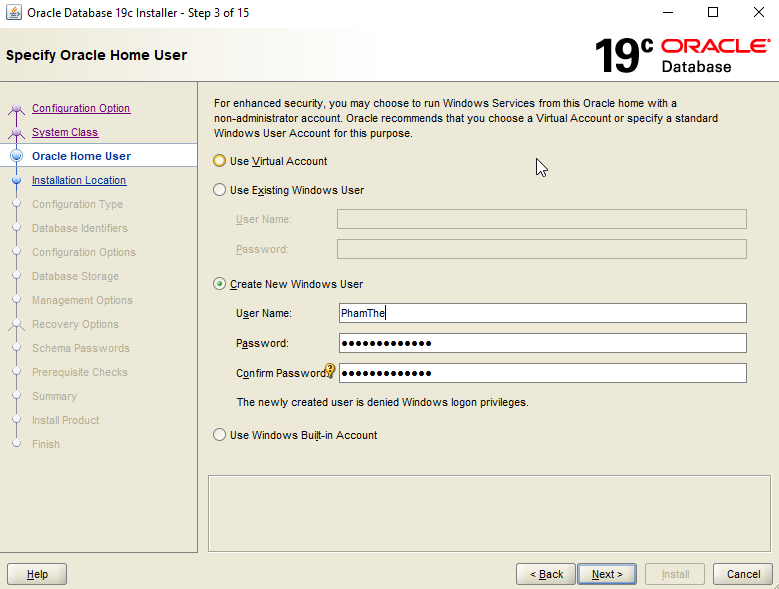 Oracle Database 19c Installer - Step 3 of 15
Specify Oracle Home User
19c ORACLE
Database
Configuration Option
System Class
Oracle Home User
Installation Location
Configuration Type
Database Identifiers
Configuration Options
Database Storage
Management Options
Recovery Options
Schema Passwords
Prerequisite Checks
Summary
Install Product
Finish
For enhanced security, you may choose to run Windows Services from this Oracle home with a
non-administrator account. Oracle recommends that you choose a Virtual Account or specify a standard
Windows User Account for this purpose.
Use Virtual Account
Use Existing Windows User
User Name:
Password:
Create New Windows User
User Name: PhamThe
Password: ●●●●●●●●●●●●●
Confirm Password: ●●●●●●●●●●●●●
The newly created user is denied Windows logon privileges.
Use Windows Built-in Account
Help < Back Next > Install Cancel